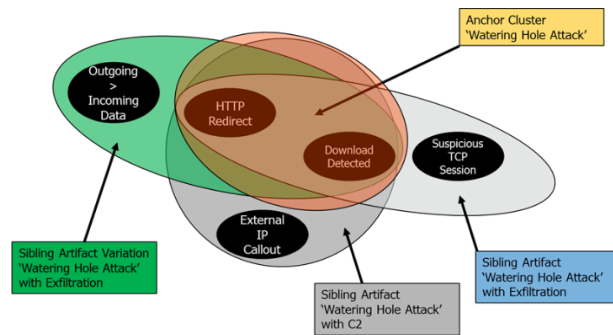 Anchor Cluster
'Watering Hole Attack'
Outgoing
>
Incoming
Data
HTTP
Redirect
Download
Detected
Suspicious
TCP
Session
External
IP
Callout
Sibling Artifact Variation
'Watering Hole Attack'
with Exfiltration
Sibling Artifact
'Watering Hole Attack'
with C2
Sibling Artifact
'Watering Hole Attack'
with Exfiltration